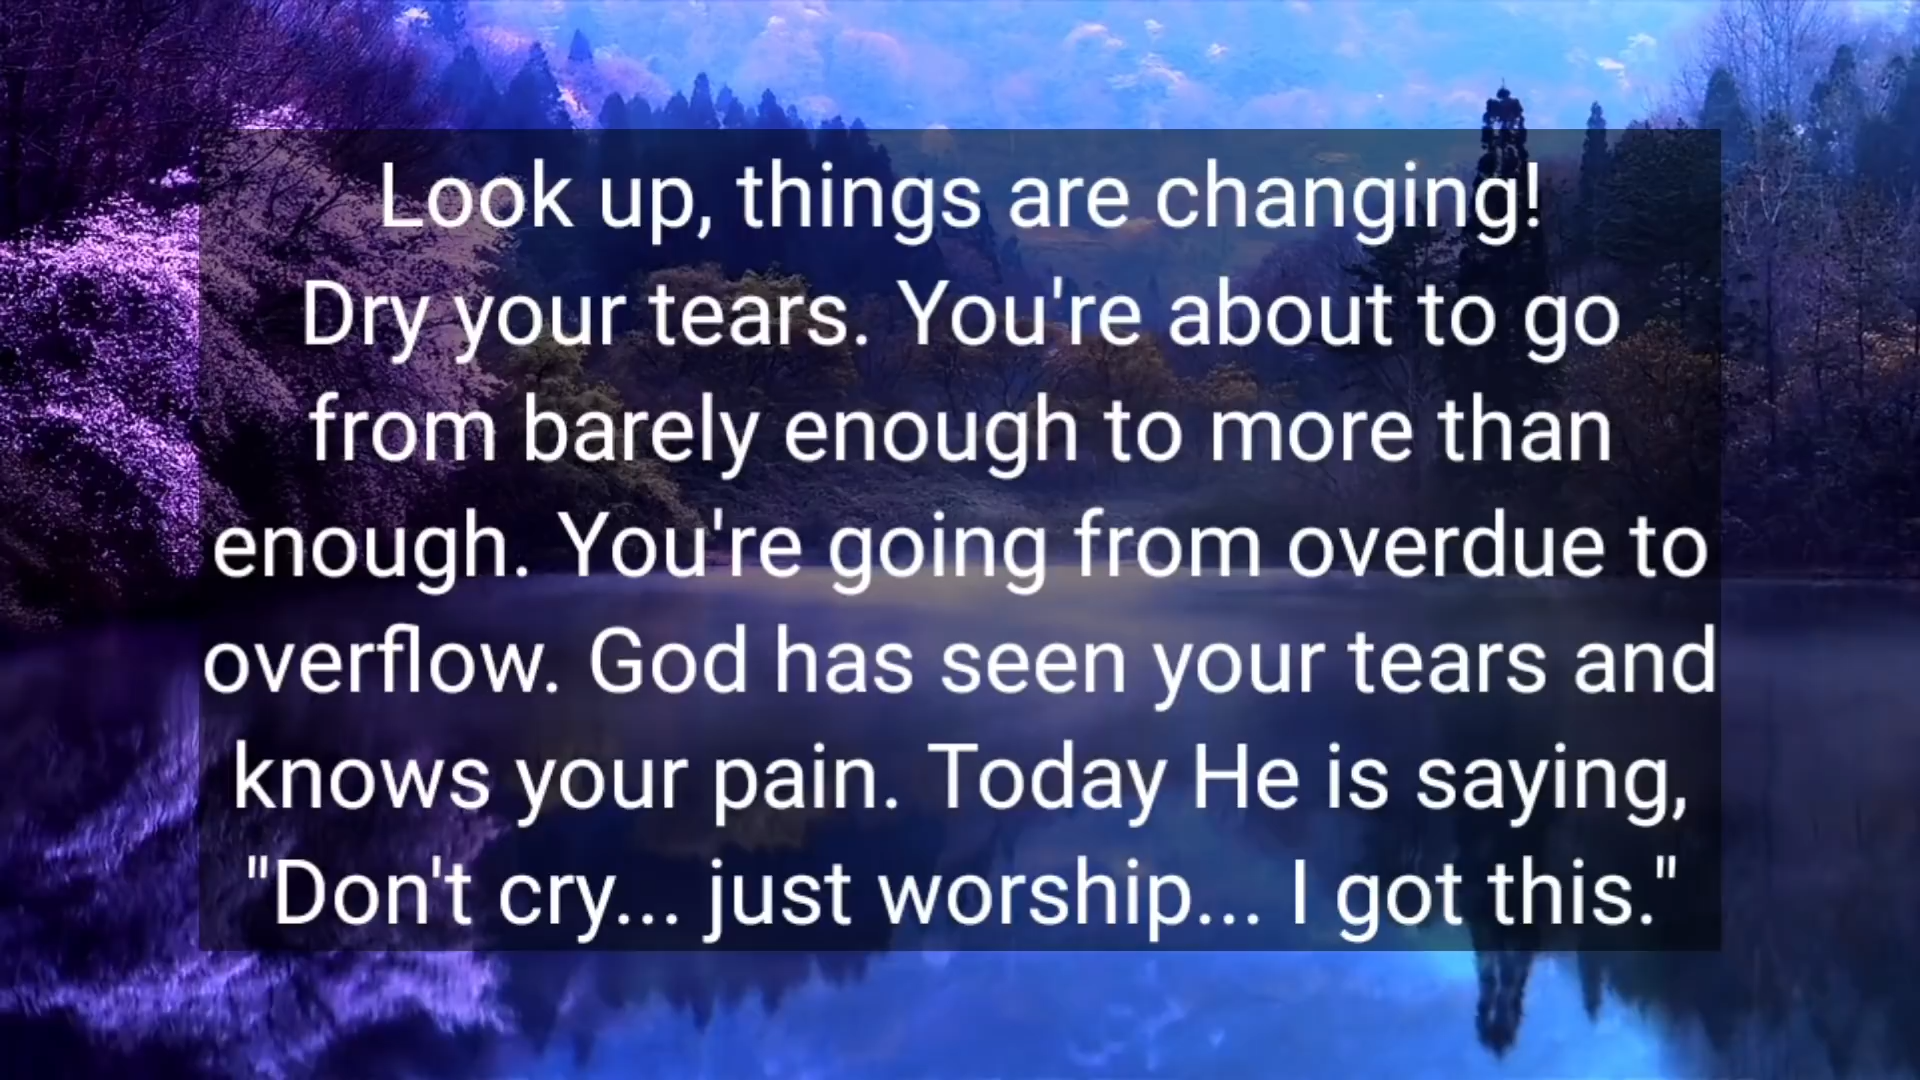 Look up, things are changing!
Dry your tears. You're about to go
from barely enough to more than
enough. You're going from overdue to
overflow. God has seen your tears and
knows your pain. Today He is saying,
"Don't cry... just worship... I got this."